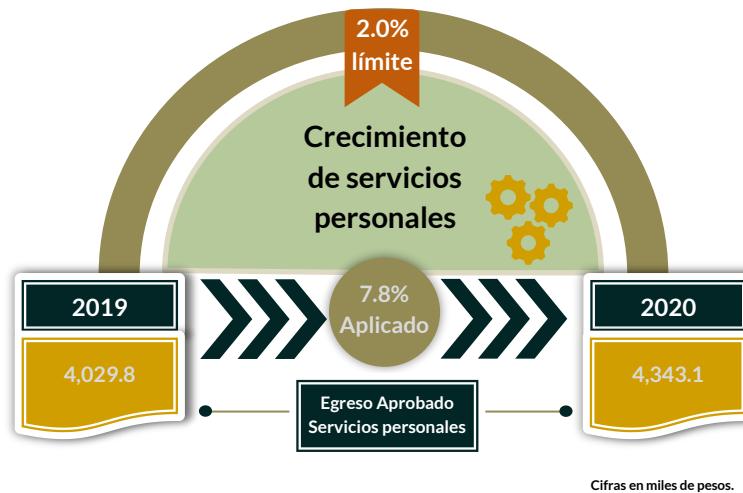 2.0%
límite
Crecimiento
de servicios
personales
2019
7.8%
Aplicado
2020
4,029.8
4,343.1
Egreso Aprobado
Servicios personales
Cifras en miles de pesos.